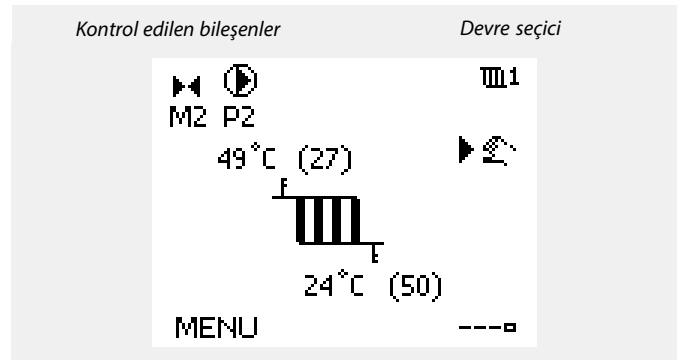 Kontrol edilen bileşenler Devre seçici
1
M2 P2
49°C (27)
24°C (50)
MENU ---